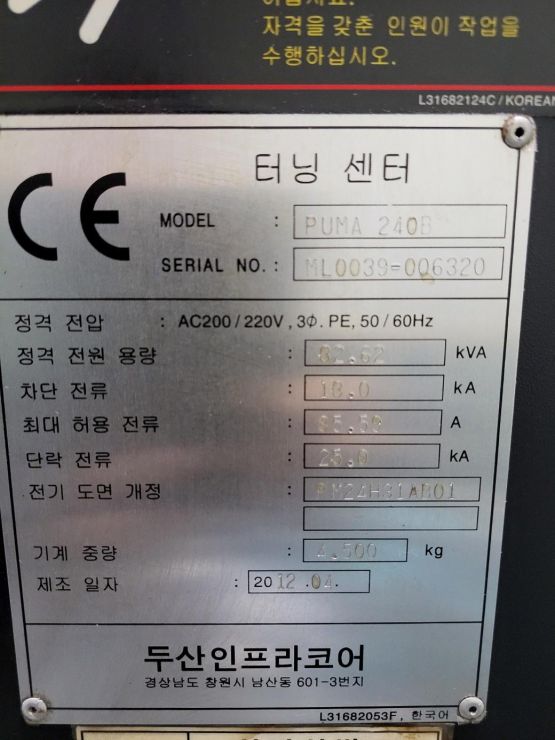 자격을 갖춘 인원이 작업을
수행하십시오.
L31682124C / KOREAN
CE
터닝 센터
MODEL : PUMA 240B
SERIAL NO. : ML0039-006320
정격 전압 : AC200 / 220V , 3Φ. PE, 50 / 60Hz
정격 전원 용량 : kVA
차단 전류 : 18.0 kA
최대 허용 전류 : A
단락 전류 : 25.0 kA
전기 도면 개정 :
기계 중량 : 4,500 kg
제조 일자 : 2012 .04.
두산인프라코어
경상남도 창원시 남산동 601-3번지
L31682053F, 한국어